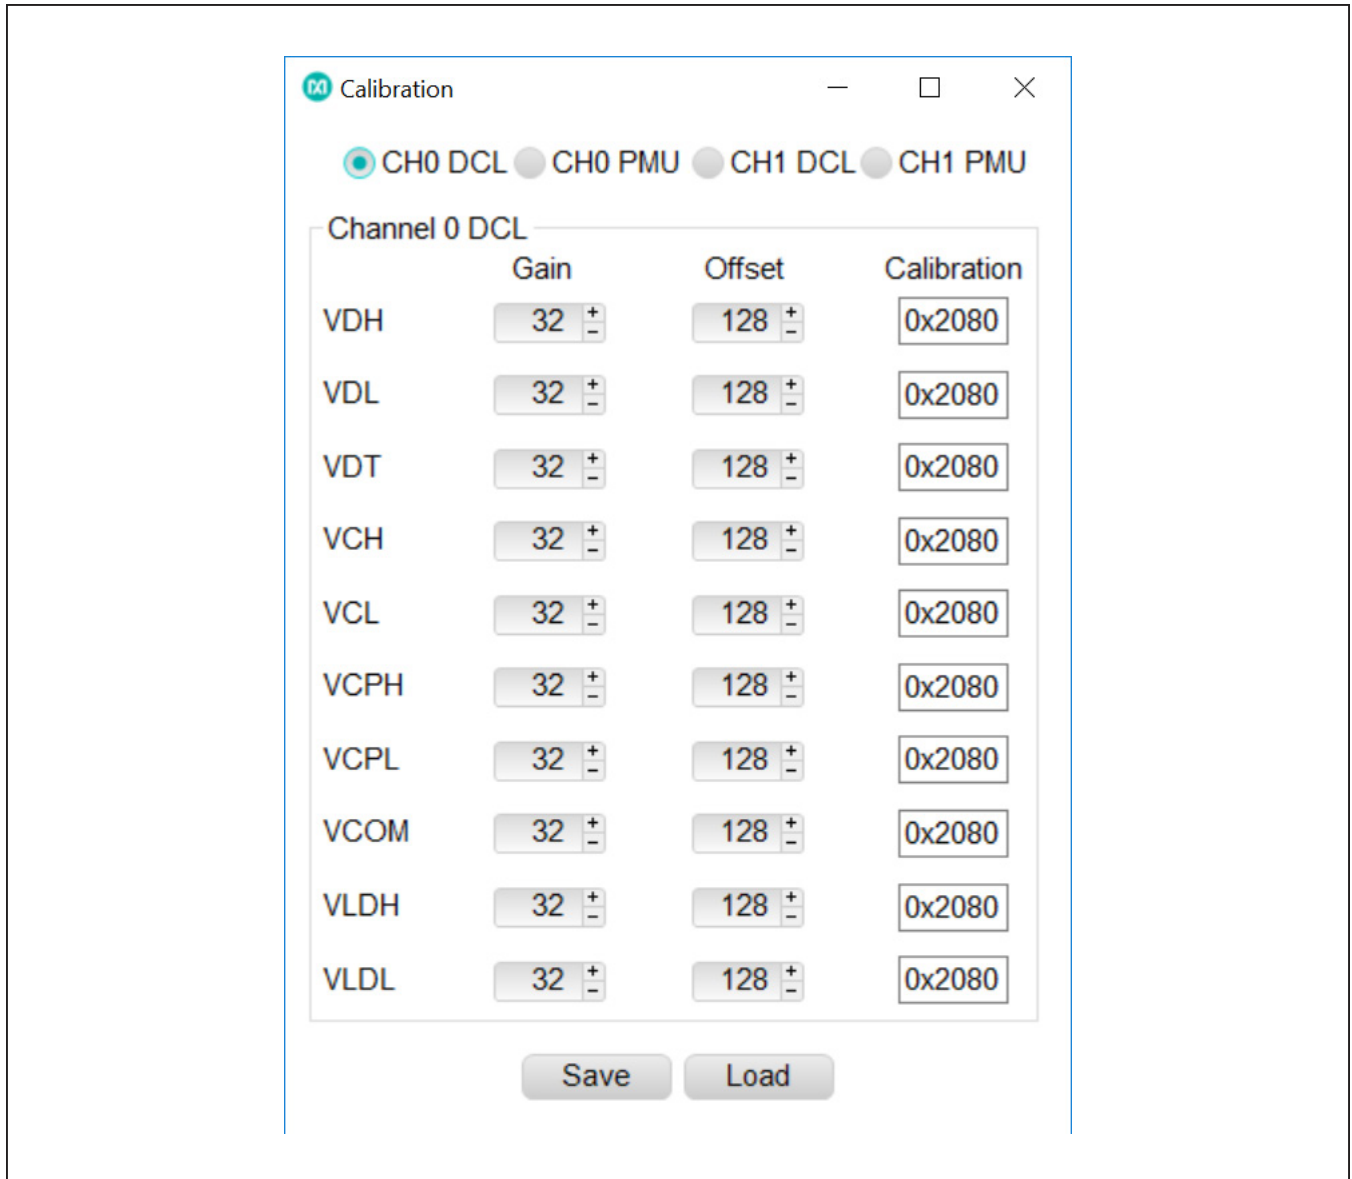 Calibration
CH0 DCL CH0 PMU CH1 DCL CH1 PMU
Channel 0 DCL
Gain Offset Calibration
VDH 32 + - 128 + - 0x2080
VDL 32 + - 128 + - 0x2080
VDT 32 + - 128 + - 0x2080
VCH 32 + - 128 + - 0x2080
VCL 32 + - 128 + - 0x2080
VCPH 32 + - 128 + - 0x2080
VCPL 32 + - 128 + - 0x2080
VCOM 32 + - 128 + - 0x2080
VLDH 32 + - 128 + - 0x2080
VLDL 32 + - 128 + - 0x2080
Save Load